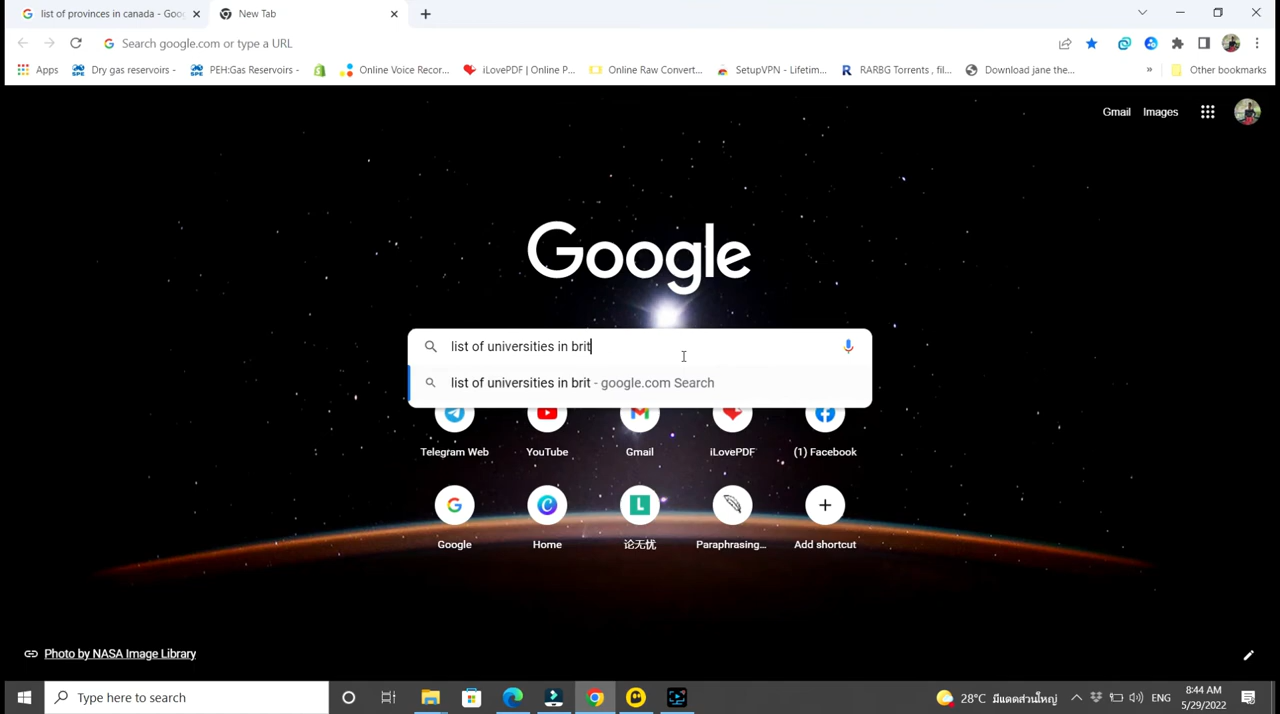 list of provinces in canada - Goo
New Tab
Search google.com or type a URL
Apps
Dry gas reservoirs -
PEH:Gas Reservoirs -
Online Voice Recor...
iLovePDF | Online P...
Online Raw Convert...
SetupVPN - Lifetim...
RARBG Torrents , fil...
Download jane the...
»
Other bookmarks
Gmail
Images
Google
list of universities in brit
list of universities in brit - google.com Search
Telegram Web
YouTube
Gmail
iLovePDF
(1) Facebook
Google
Home
论无忧
Paraphrasing...
Add shortcut
Photo by NASA Image Library
Type here to search
28°C มีแดดส่วนใหญ่
ENG
8:44 AM
5/29/2022